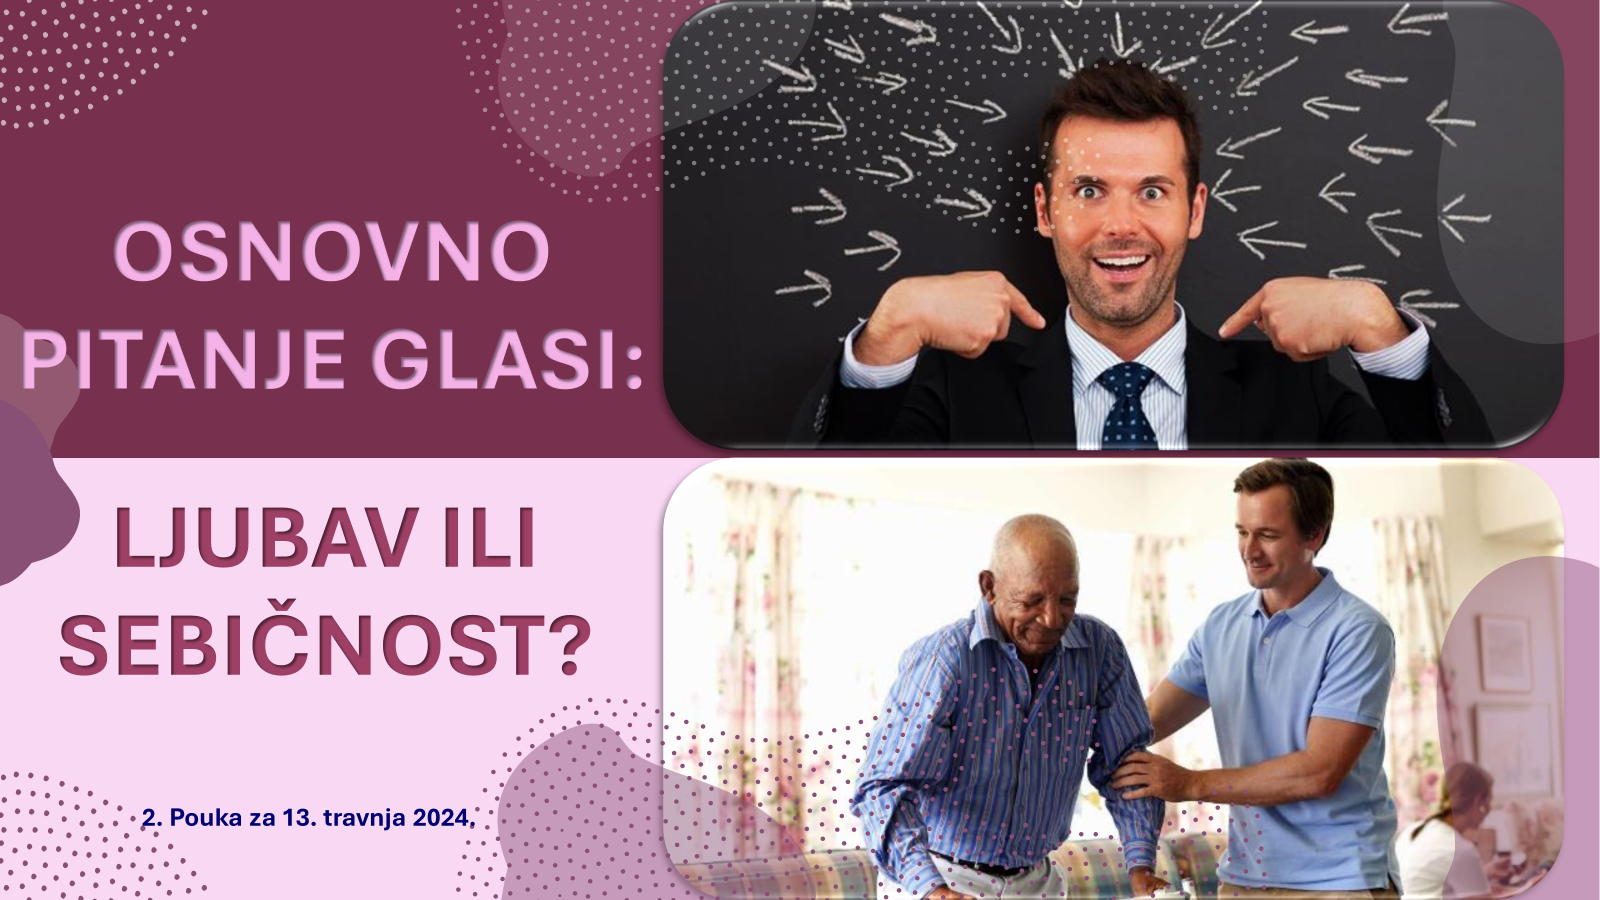 OSNOVNO
PITANJE GLASI:
LJUBAV ILI
SEBIČNOST?
2. Pouka za 13. travnja 2024.